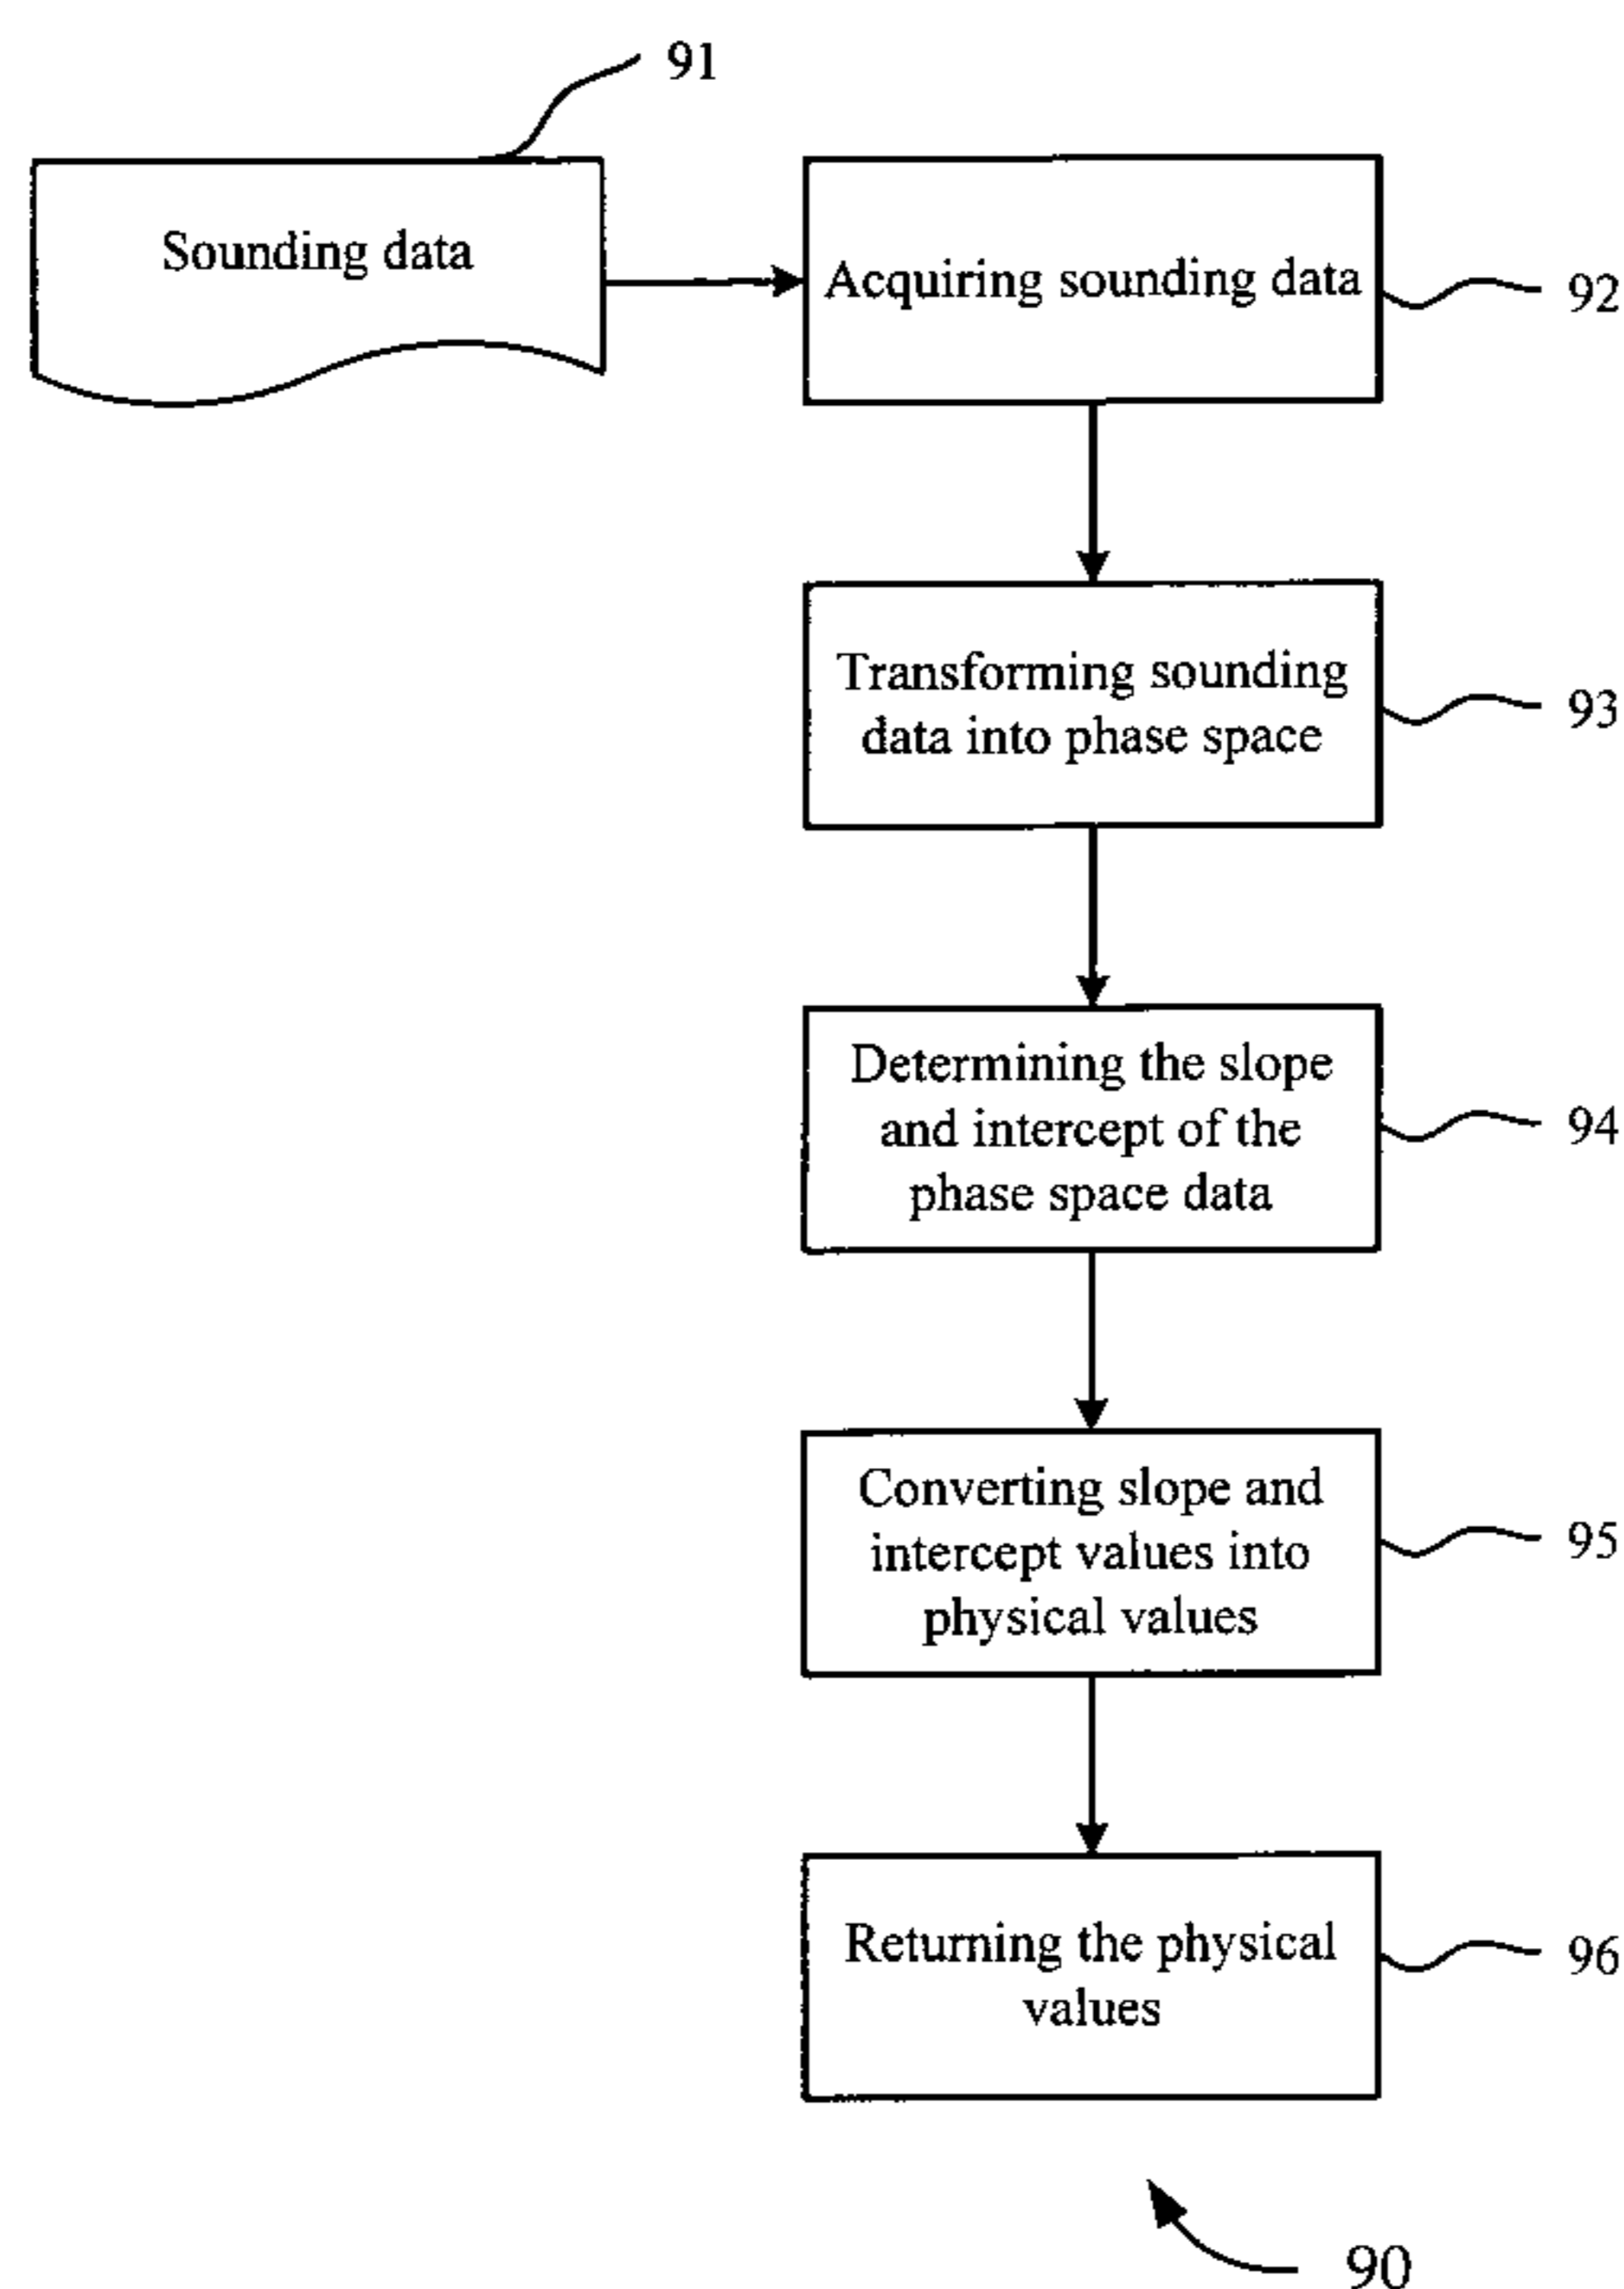 91
Sounding data
Acquiring sounding data
92
Transforming sounding
data into phase space
93
Determining the slope
and intercept of the
phase space data
94
Converting slope and
intercept values into
physical values
95
Returning the physical
values
96
90